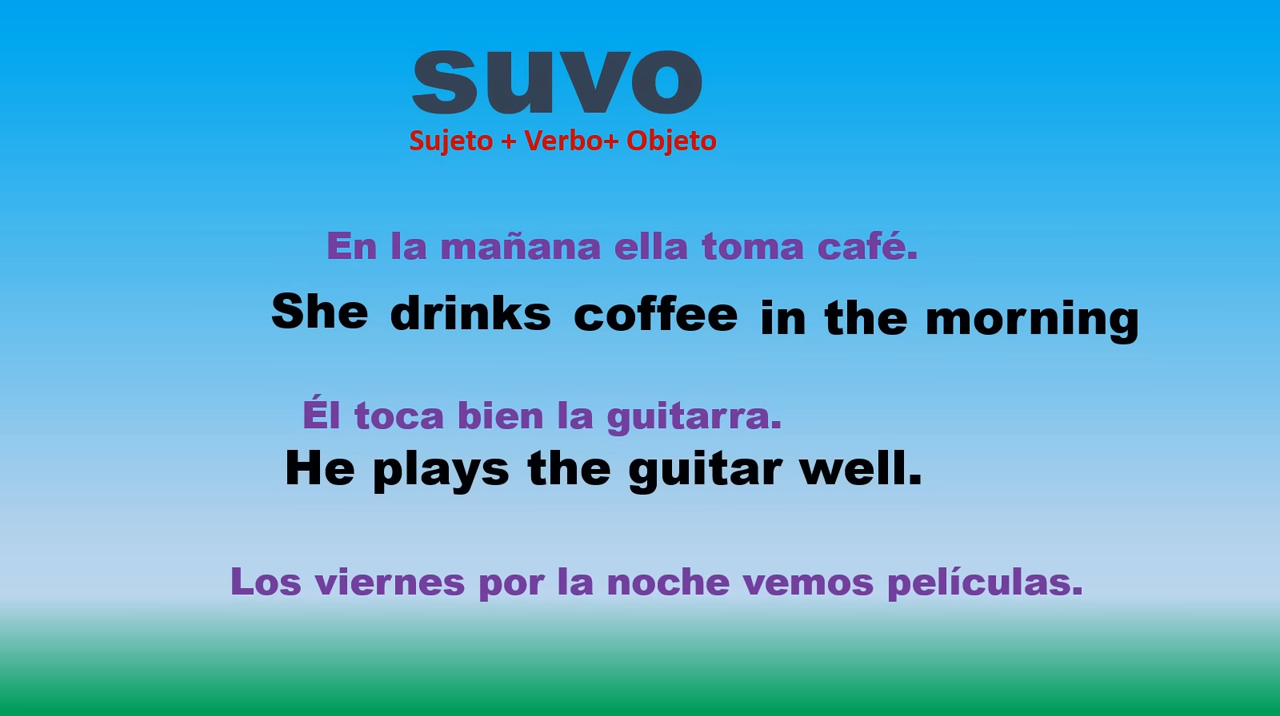 suvo
Sujeto + Verbo+ Objeto
En la mañana ella toma café.
She drinks coffee in the morning
Él toca bien la guitarra.
He plays the guitar well.
Los viernes por la noche vemos películas.